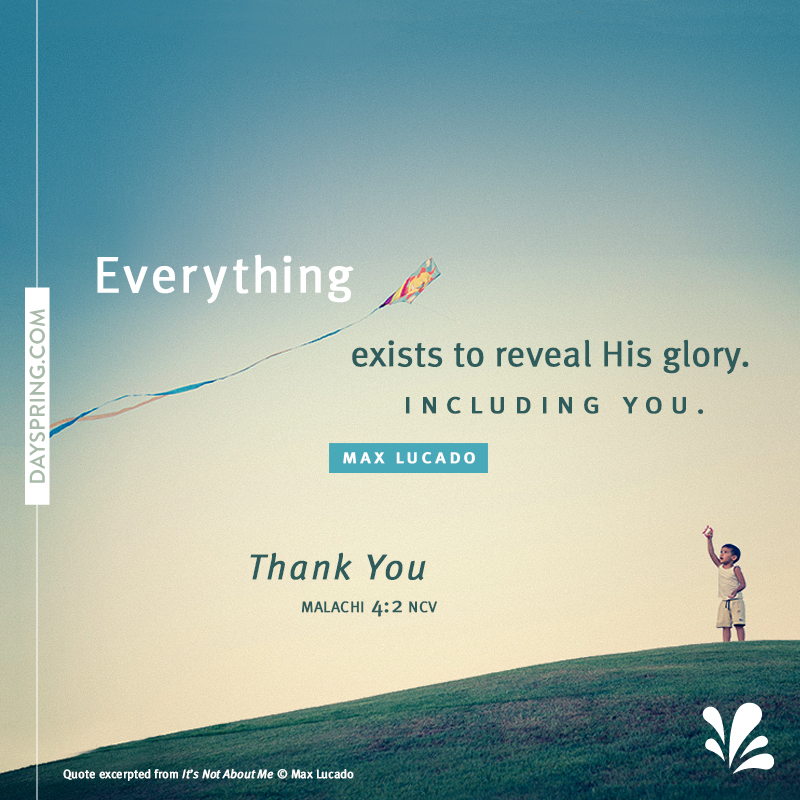 Everything
exists to reveal His glory.
INCLUDING YOU.
MAX LUCADO
Thank You
MALACHI 4:2 NCV
DAYSPRING.COM
Quote excerpted from It's Not About Me © Max Lucado